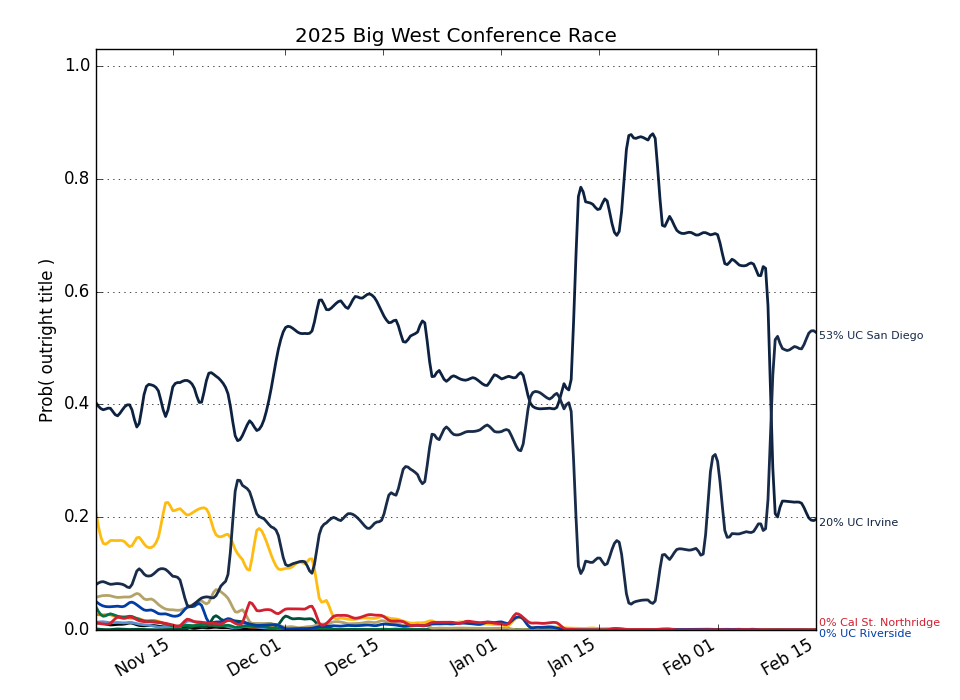 2025 Big West Conference Race
1.0
0.8
0.6
0.4
0.2
0.0
Prob( outright title )
Nov 15
Dec 01
Dec 15
Jan 01
Jan 15
Feb 01
Feb 15
53% UC San Diego
20% UC Irvine
0% Cal St. Northridge
0% UC Riverside